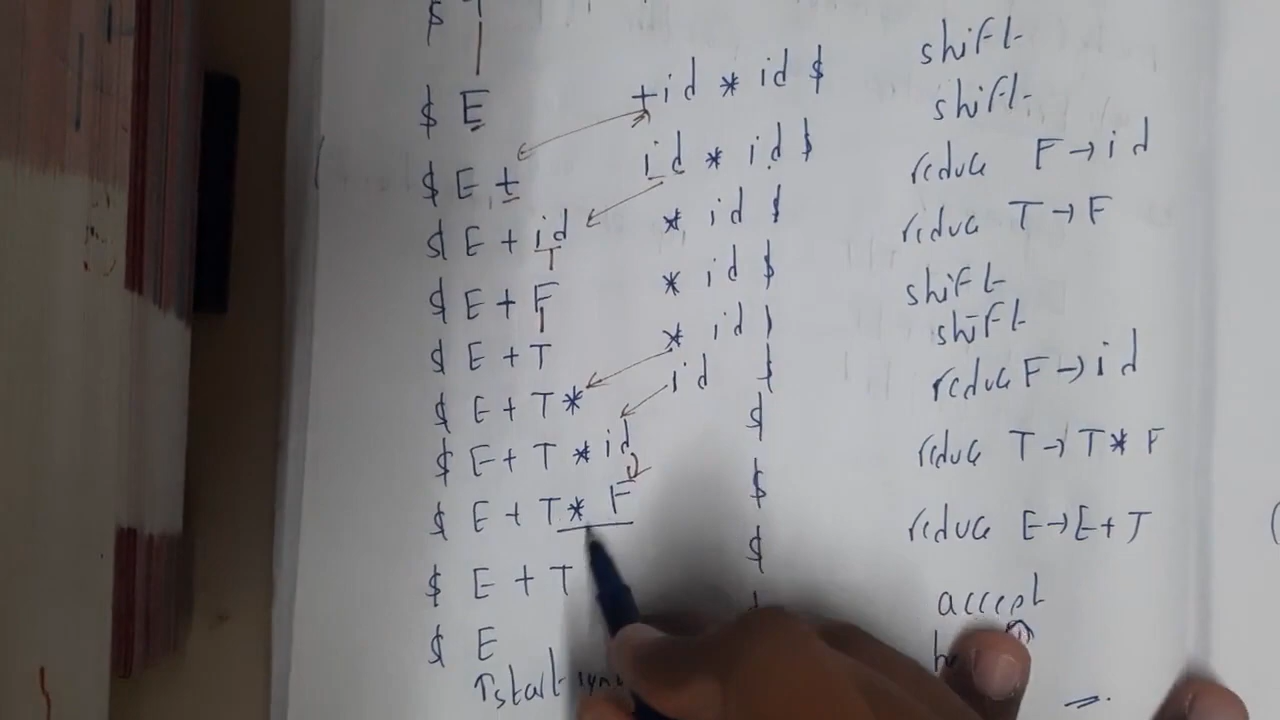 $
$ E +id * id $ shift
$ E + id * id $ shift
$ E + id * id $ reduce F → id
$ E + F * id $ reduce T → F
$ E + T * id shift
$ E + T * id $ shift
$ E + T * id $ reduce F → id
$ E + T * F $ reduce T → T * F
$ E + T $ reduce E → E + T
$ E accept
↑start